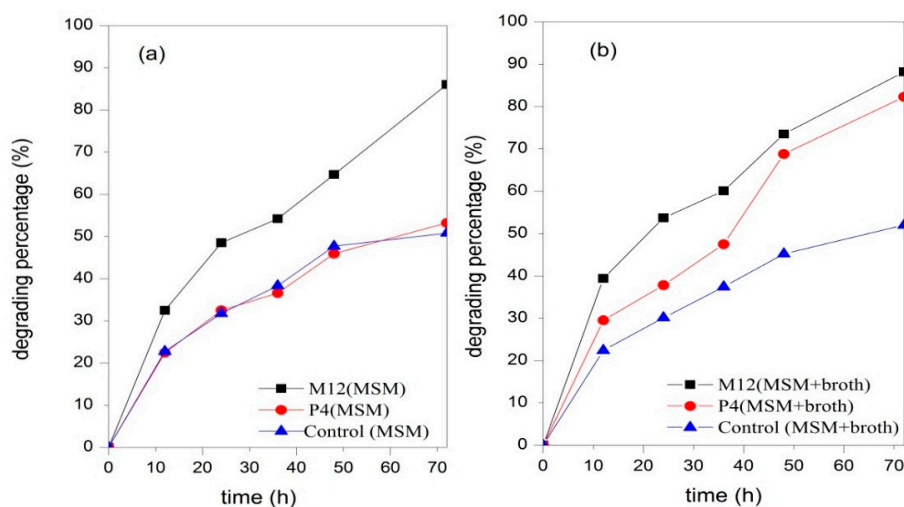 (a)
degrading percentage (%)
100
90
80
70
60
50
40
30
20
10
0
M12(MSM)
P4(MSM)
Control (MSM)
0 10 20 30 40 50 60 70
time (h)
(b)
degrading percentage (%)
100
90
80
70
60
50
40
30
20
10
0
M12(MSM+broth)
P4(MSM+broth)
Control (MSM+broth)
0 10 20 30 40 50 60 70
time (h)